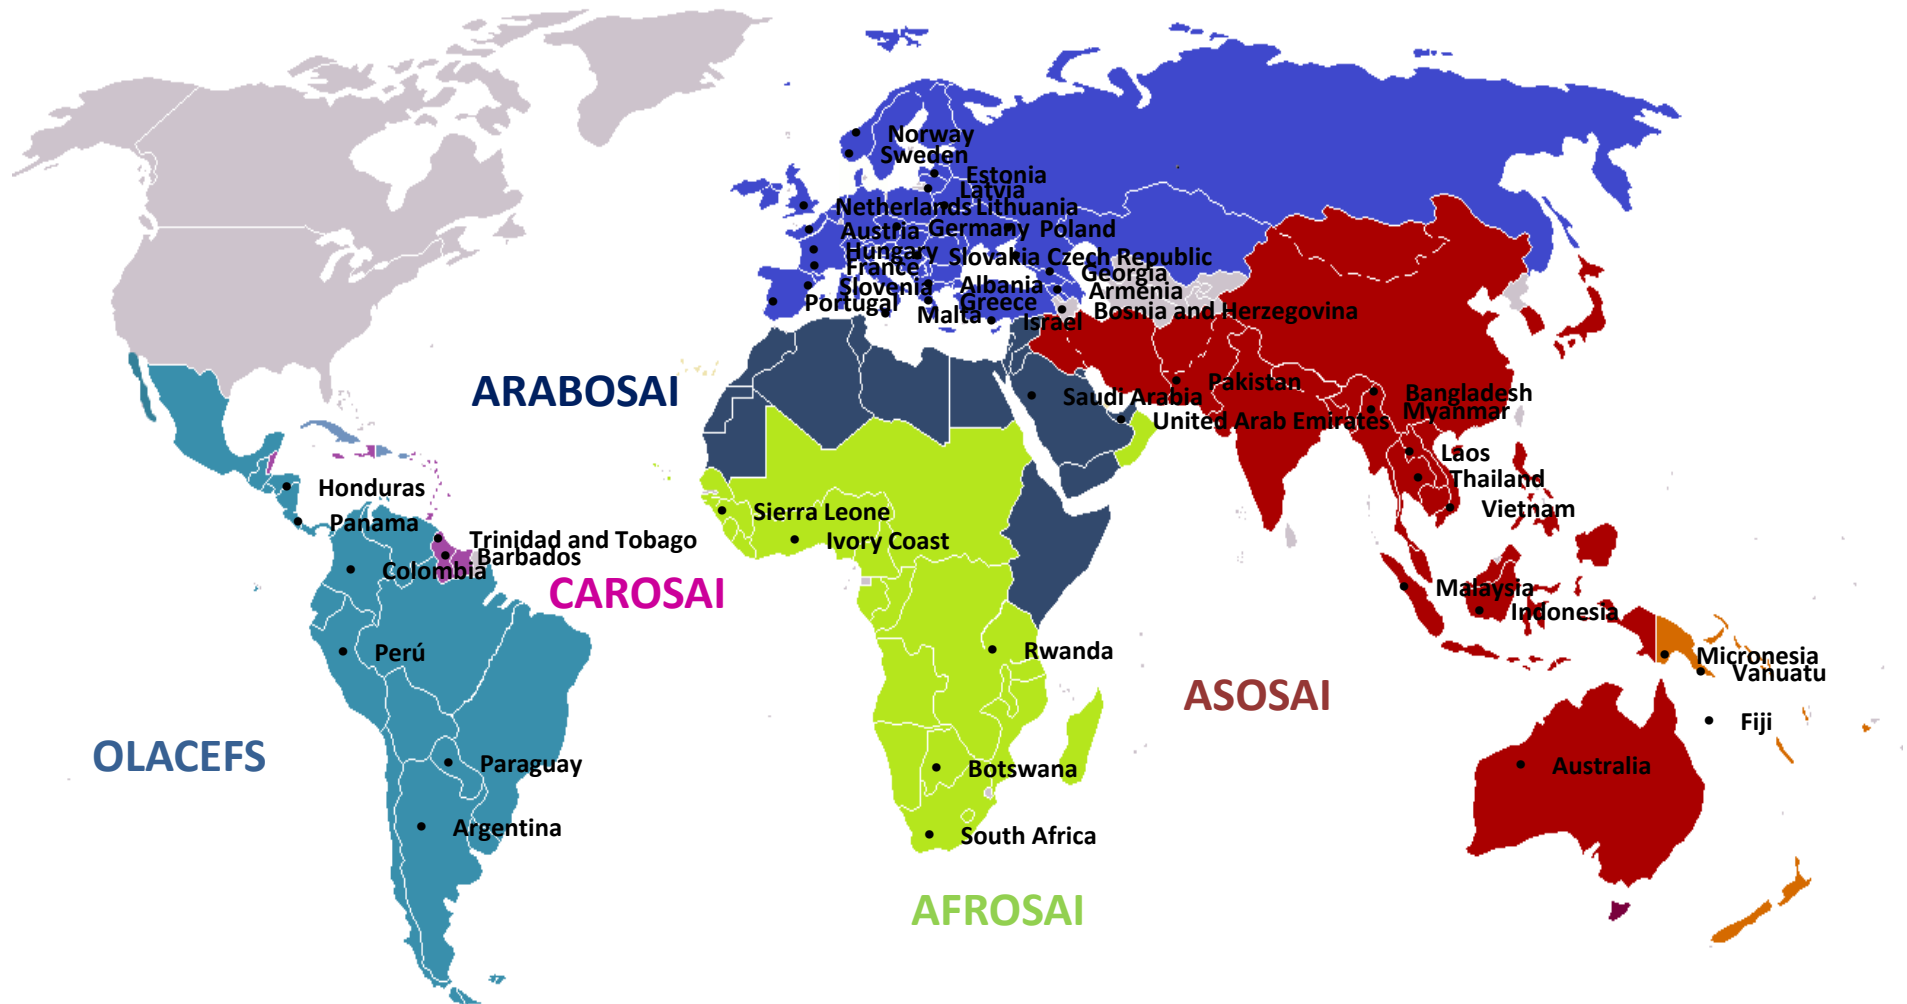 Norway
Sweden
Estonia
Latvia
Netherlands Lithuania
Austria Germany Poland
Hungary Slovakia Czech Republic
France Georgia
Slovenia Albania Armenia
Portugal Greece Bosnia and Herzegovina
Malta Israel
ARABOSAI
Pakistan
Saudi Arabia
Bangladesh
United Arab Emirates Myanmar
Laos
Thailand
Honduras
Vietnam
Panama
Sierra Leone
Trinidad and Tobago
Ivory Coast
Barbados
Colombia
CAROSAI
Malaysia
Indonesia
Perú
Rwanda
Micronesia
Vanuatu
ASOSAI
Fiji
OLACEFS
Paraguay
Botswana
Australia
Argentina
South Africa
AFROSAI